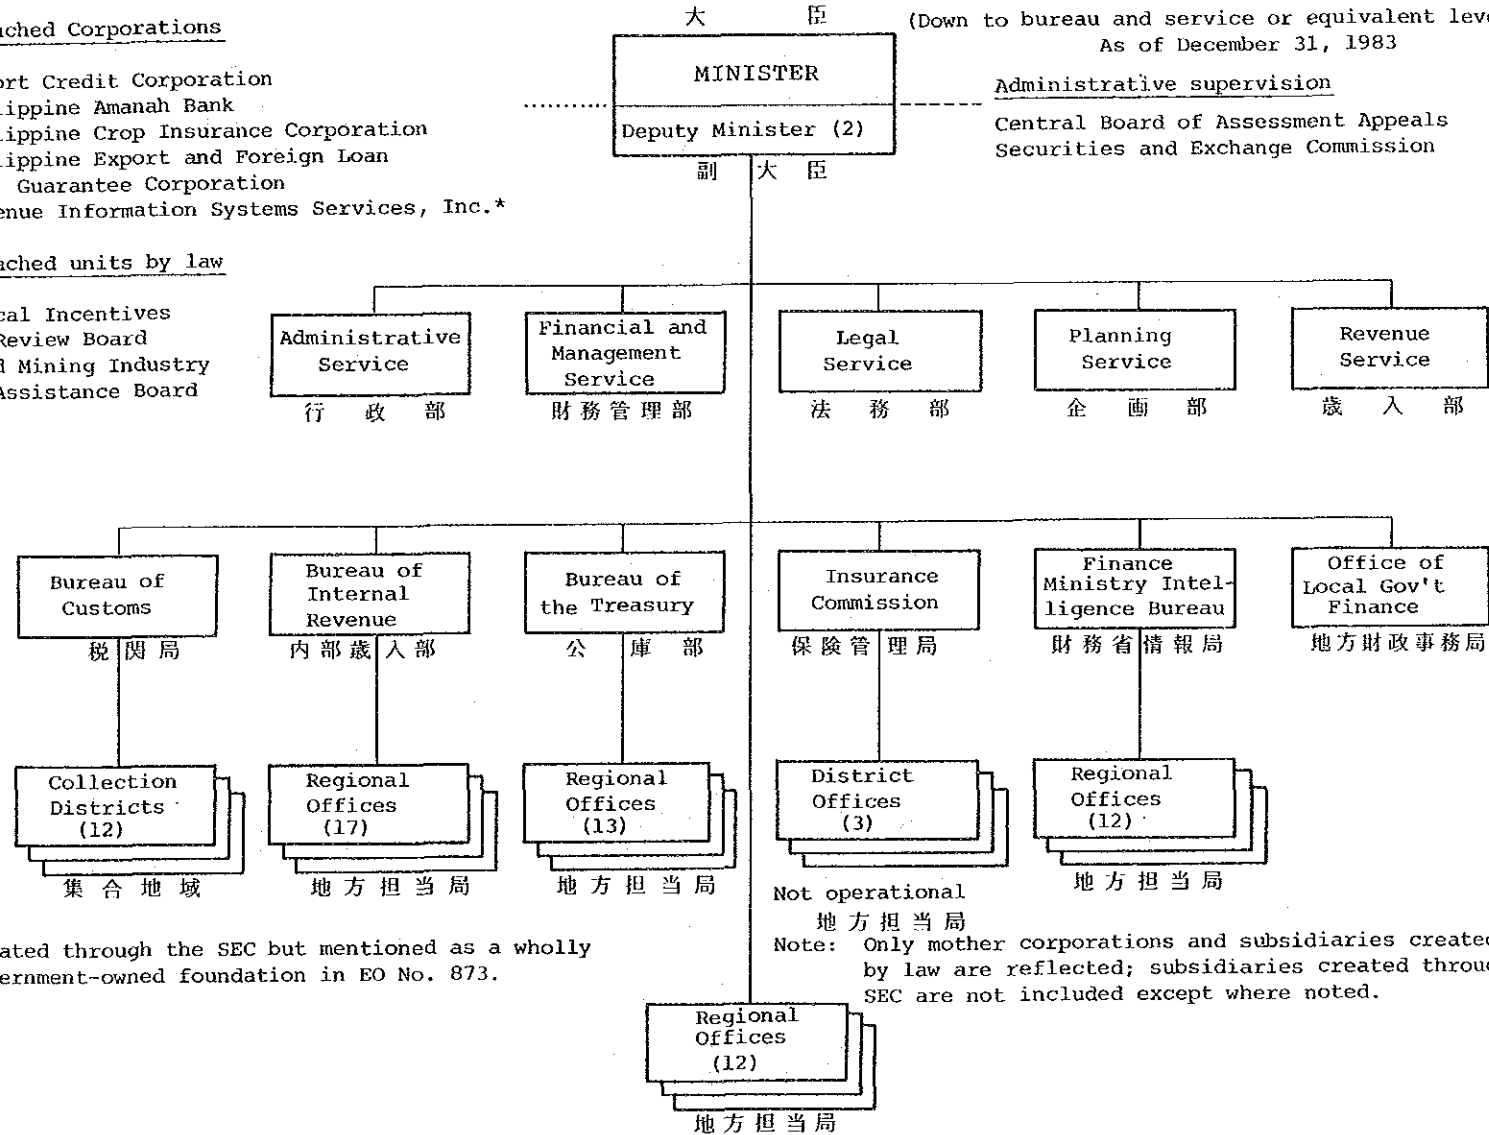 大 臣
(Down to bureau and service or equivalent leve
As of December 31, 1983
ached Corporations
ort Credit Corporation
lippine Amanah Bank
lippine Crop Insurance Corporation
lippine Export and Foreign Loan
Guarantee Corporation
enue Information Systems Services, Inc.*
MINISTER
Deputy Minister (2)
副 大 臣
Administrative supervision
Central Board of Assessment Appeals
Securities and Exchange Commission
ached units by law
cal Incentives
Review Board
d Mining Industry
Assistance Board
Administrative
Service
行 政 部
Financial and
Management
Service
財務管理部
Legal
Service
法 務 部
Planning
Service
企 画 部
Revenue
Service
歳 入 部
Bureau of
Customs
税関局
Bureau of
Internal
Revenue
内部歳入部
Bureau of
the Treasury
公 庫 部
Insurance
Commission
保険管理局
Finance
Ministry Intel-
ligence Bureau
財務省情報局
Office of
Local Gov't
Finance
地方財政事務局
Collection
Districts
(12)
集合地域
Regional
Offices
(17)
地方担当局
Regional
Offices
(13)
地方担当局
District
Offices
(3)
Not operational
地方担当局
Regional
Offices
(12)
地方担当局
ated through the SEC but mentioned as a wholly
ernment-owned foundation in EO No. 873.
Note: Only mother corporations and subsidiaries created
by law are reflected; subsidiaries created throug
SEC are not included except where noted.
Regional
Offices
(12)
地方担当局